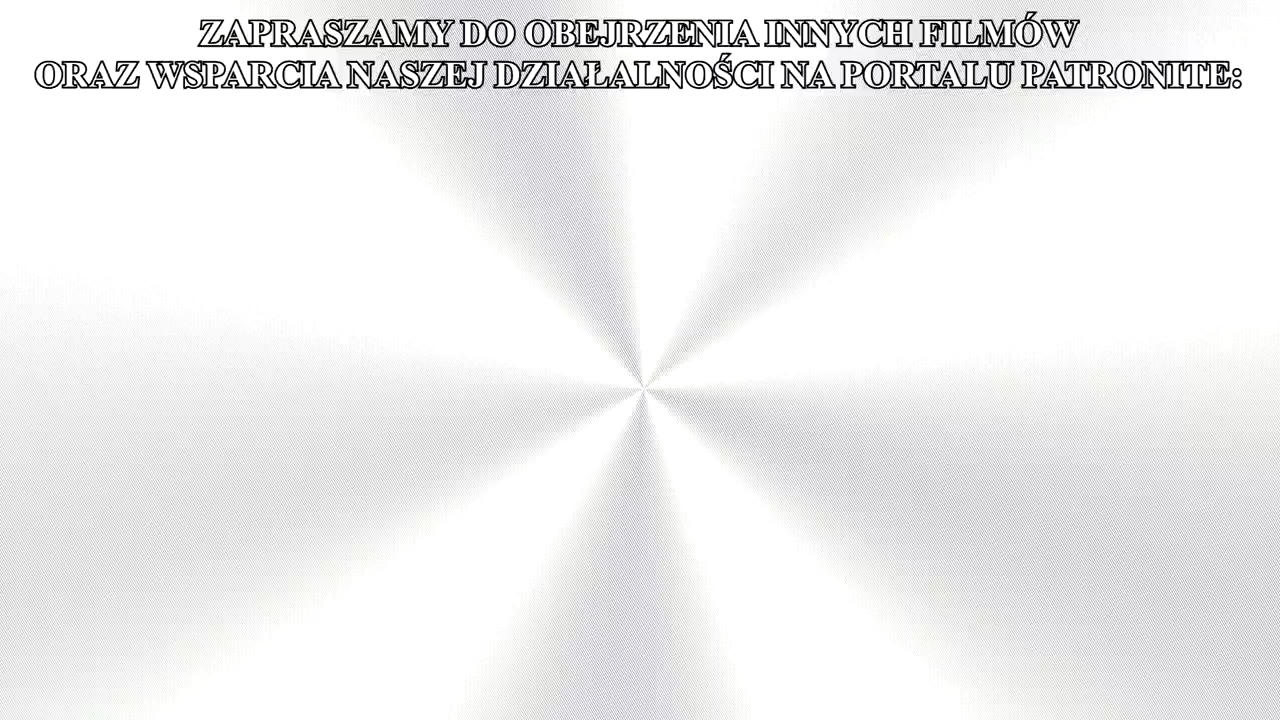 ZAPRASZAMY DO OBEJRZENIA INNYCH FILMÓW
ORAZ WSPARCIA NASZEJ DZIAŁALNOŚCI NA PORTALU PATRONITE: